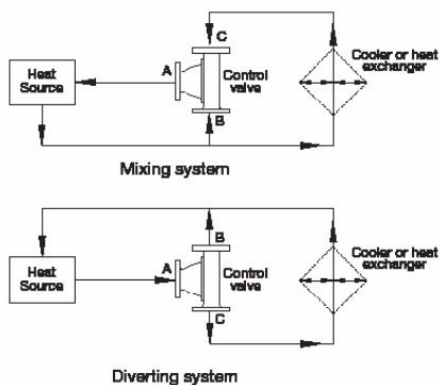 C
Cooler or heat
exchanger
Heat
Source
A
Control
valve
B
Mixing system
B
Cooler or heat
exchanger
Heat
Source
A
Control
valve
C
Diverting system